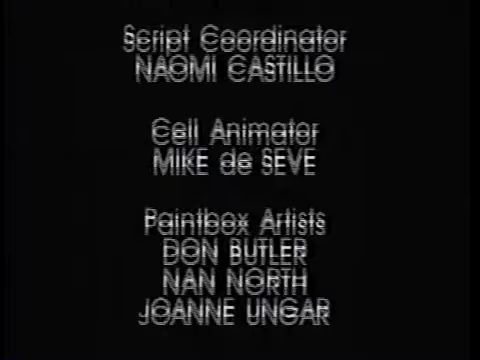 Script Coordinator
NAOMI CASTILLO
Cell Animator
MIKE de SEVE
Paintbox Artists
DON BUTLER
NAN NORTH
JOANNE UNGAR